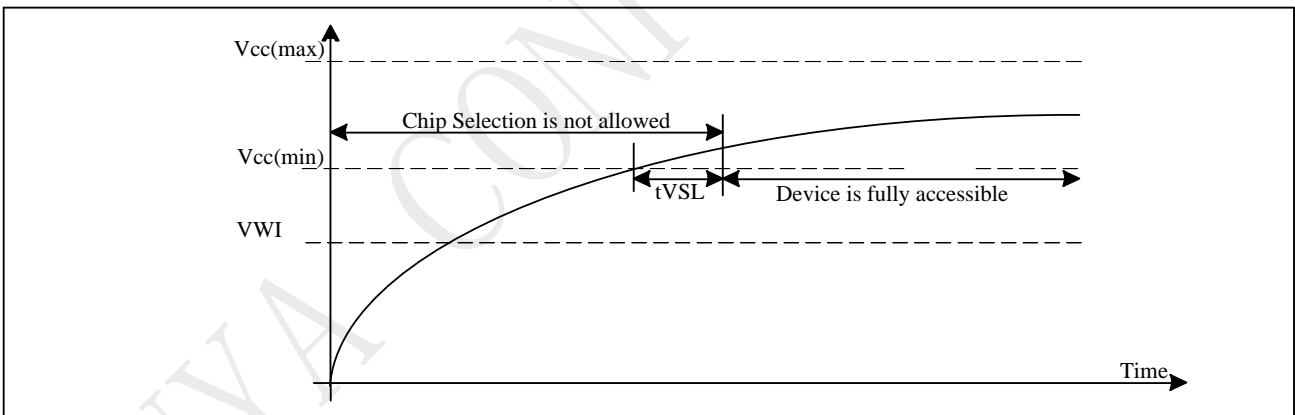 Vcc(max)
Chip Selection is not allowed
Vcc(min)
tVSL
Device is fully accessible
VWI
Time